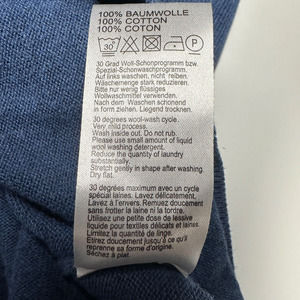 100% BAUMWOLLE
100% COTTON
100% COTON
30° P
30 Grad Woll-Schonprogramm bzw.
Spezial-Schonwaschprogramm.
Auf links waschen, nicht reiben.
Wäschemenge stark reduzieren.
Bitte nur wenig flüssiges
Wollwaschmittel verwenden.
Nach dem Waschen schonend
in form ziehen. Liegend trocknen.
30 degrees wool-wash cycle.
Very mild process.
Wash inside out. Do not rub.
Please use small amount of liquid
wool washing detergent.
Reduce the quantity of laundry
substantially.
Stretch gently in shape after washing.
Dry flat.
30 degrés maximum avec un cycle
spécial laines. Lavez délicatement.
Lavez à l'envers. Remuez doucement
sans frotter la laine ni le tordre.
Utilisez une petite dose de lessive
liquide pour textiles délicats et laines.
Limitez la quantité de linge.
Etirez doucement jusqu'à ce qu'il
reprenne sa forme d'origine.
Séchez à plat.